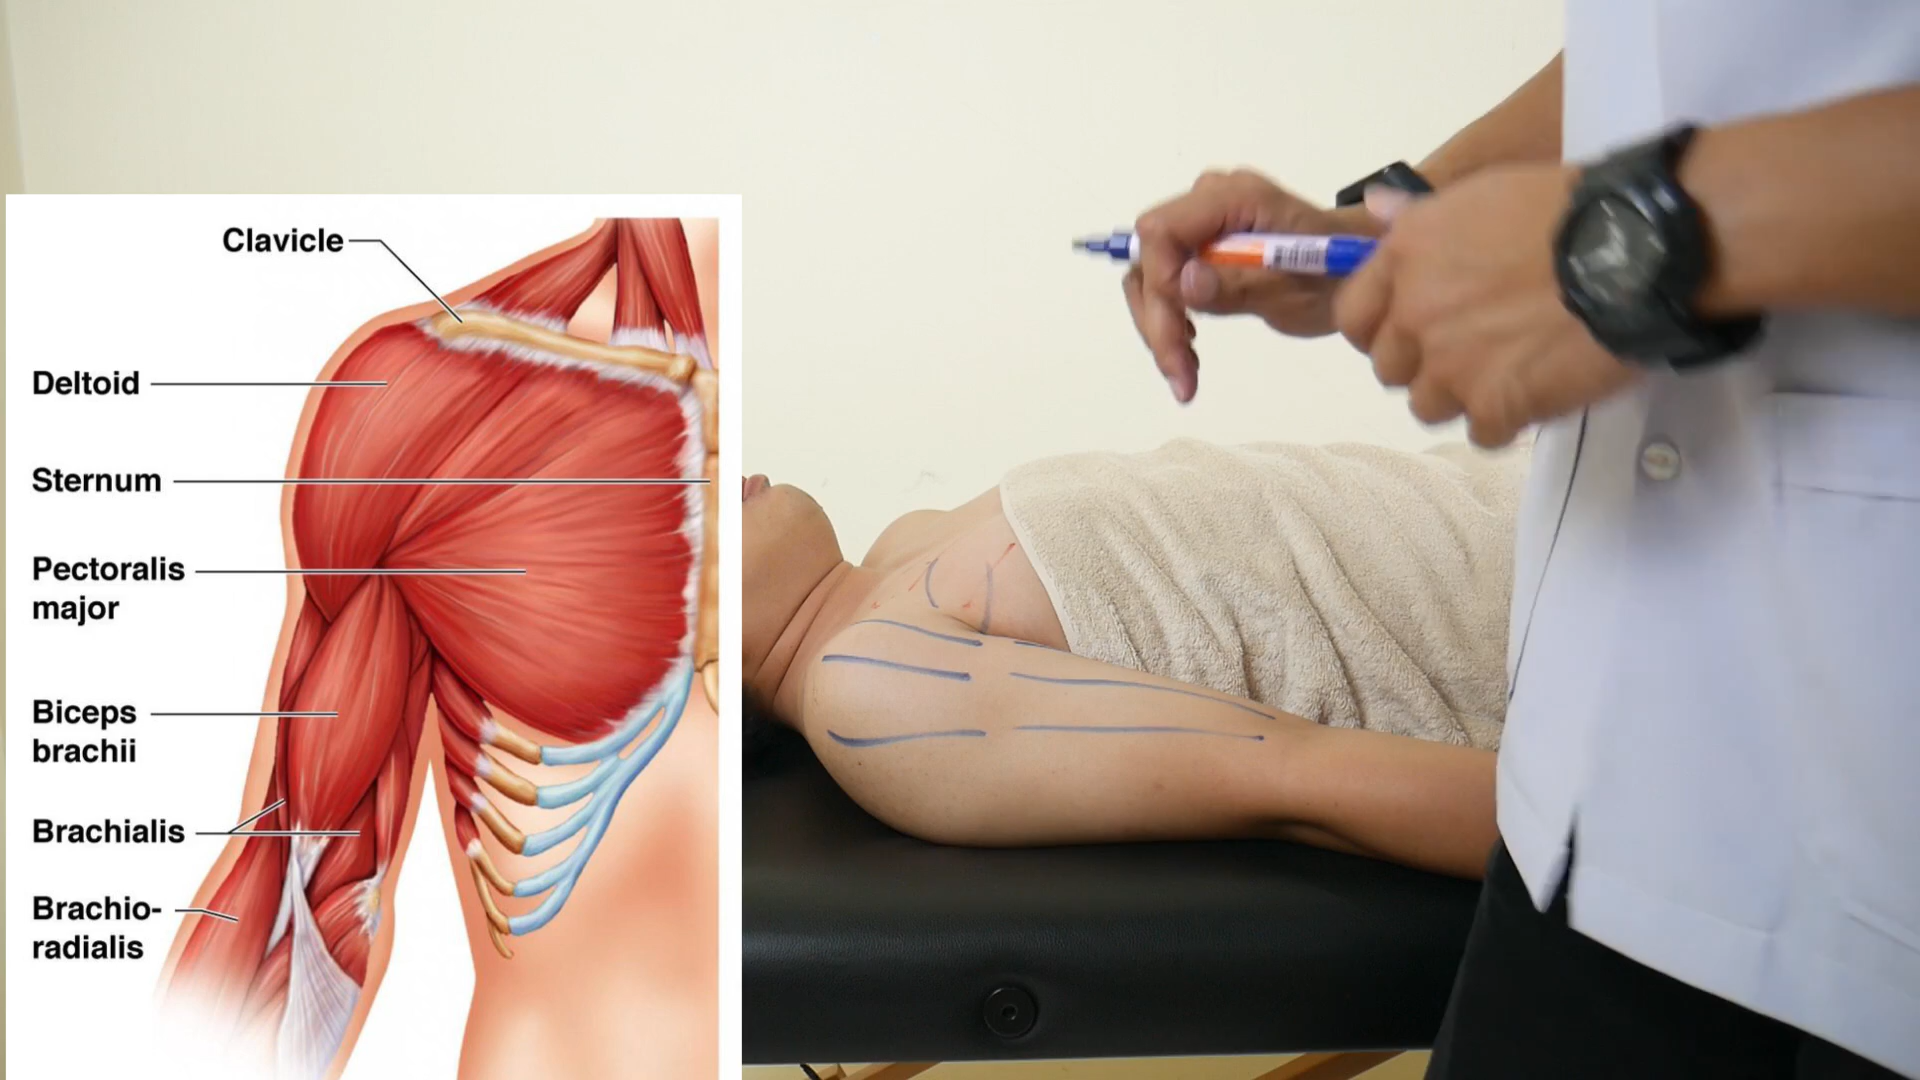 Clavicle
Deltoid
Sternum
Pectoralis
major
Biceps
brachii
Brachialis
Brachio-
radialis